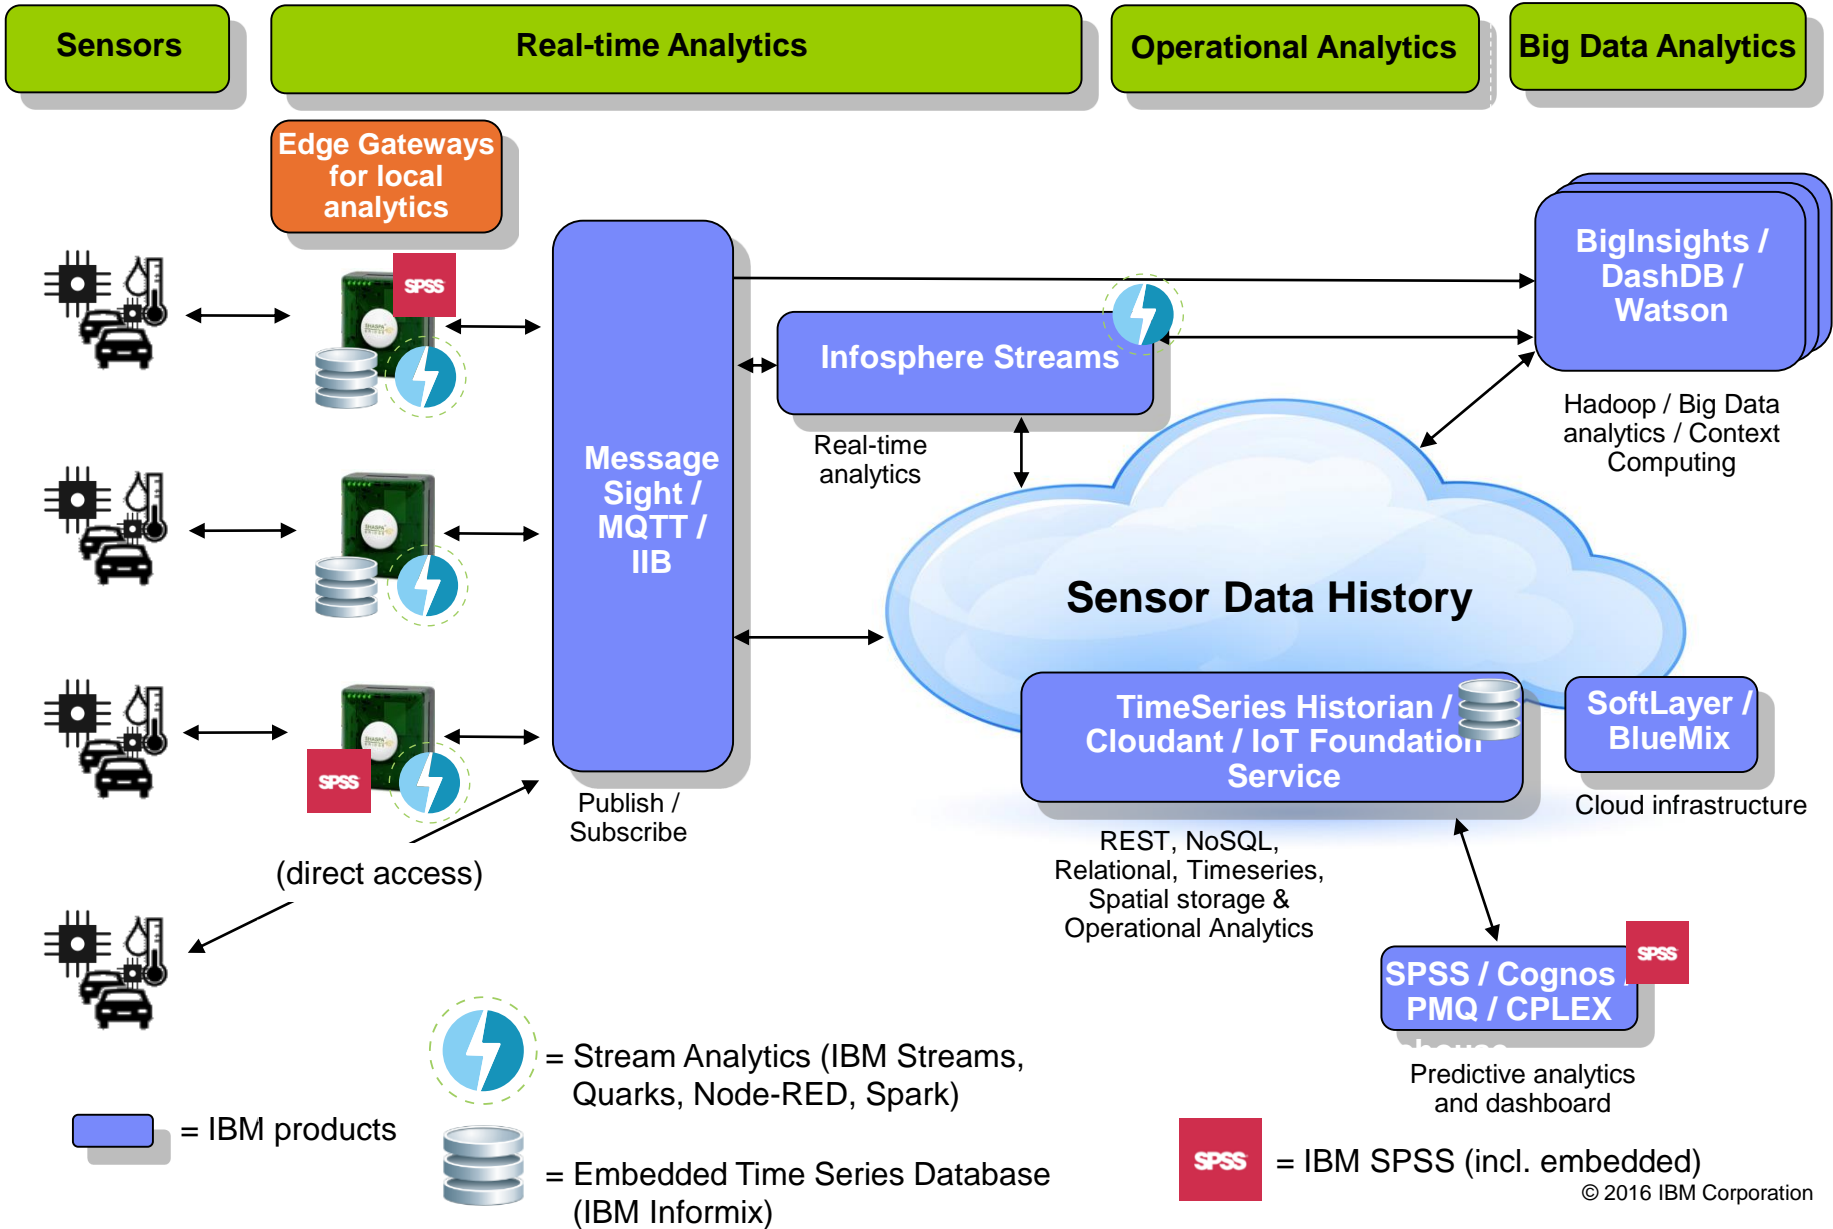 Sensors
Real-time Analytics
Operational Analytics
Big Data Analytics
Edge Gateways
for local
analytics
SPSS
BigInsights /
DashDB /
Watson
Infosphere Streams
Hadoop / Big Data
analytics / Context
Computing
Real-time
analytics
Message
Sight /
MQTT /
IIB
Sensor Data History
TimeSeries Historian /
Cloudant / IoT Foundation
Service
SoftLayer /
BlueMix
SPSS
Publish /
Subscribe
Cloud infrastructure
REST, NoSQL,
Relational, Timeseries,
Spatial storage &
Operational Analytics
(direct access)
SPSS
SPSS / Cognos /
PMQ / CPLEX
Predictive analytics
and dashboard
= Stream Analytics (IBM Streams,
Quarks, Node-RED, Spark)
= IBM products
= Embedded Time Series Database
(IBM Informix)
SPSS
= IBM SPSS (incl. embedded)
© 2016 IBM Corporation